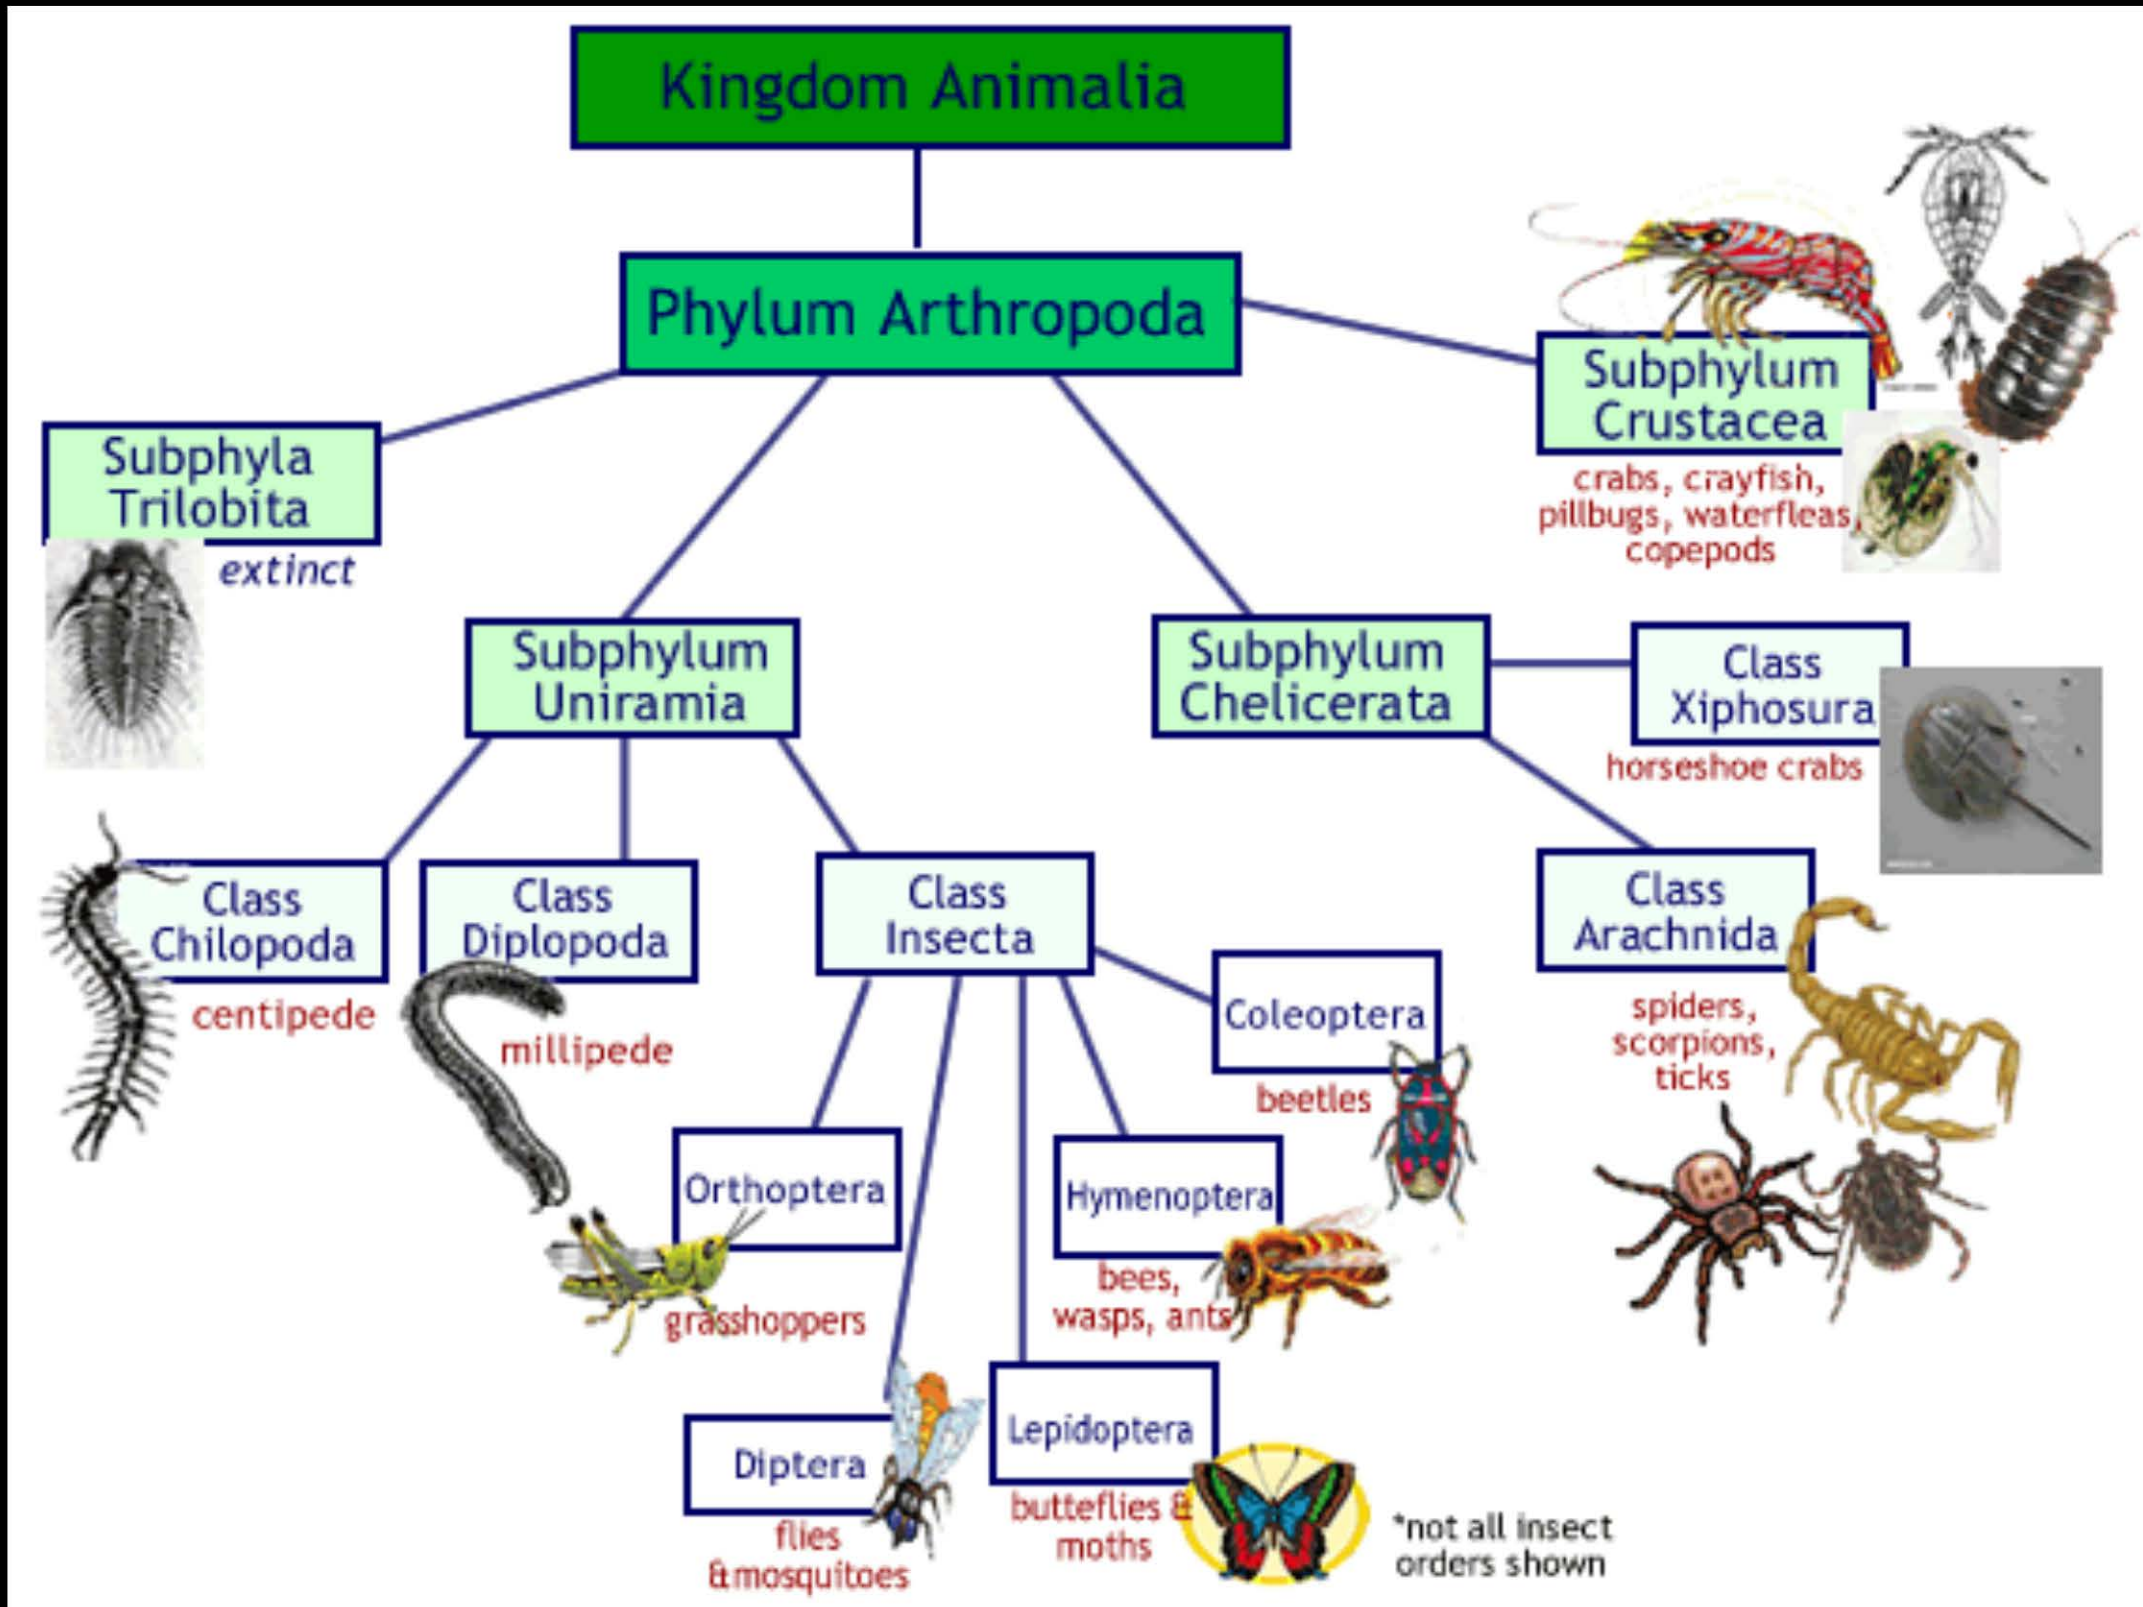 Kingdom Animalia
Phylum Arthropoda
Subphylum
Crustacea
crabs, crayfish,
pillbugs, waterfleas,
copepods
Subphyla
Trilobita
extinct
Subphylum
Uniramia
Subphylum
Chelicerata
Class
Xiphosura
horseshoe crabs
Class
Chilopoda
centipede
Class
Diplopoda
millipede
Class
Insecta
Class
Arachnida
spiders,
scorpions,
ticks
Coleoptera
beetles
Orthoptera
grasshoppers
Hymenoptera
bees,
wasps, ants
Diptera
flies
&mosquitoes
Lepidoptera
butteflies &
moths
*not all insect
orders shown